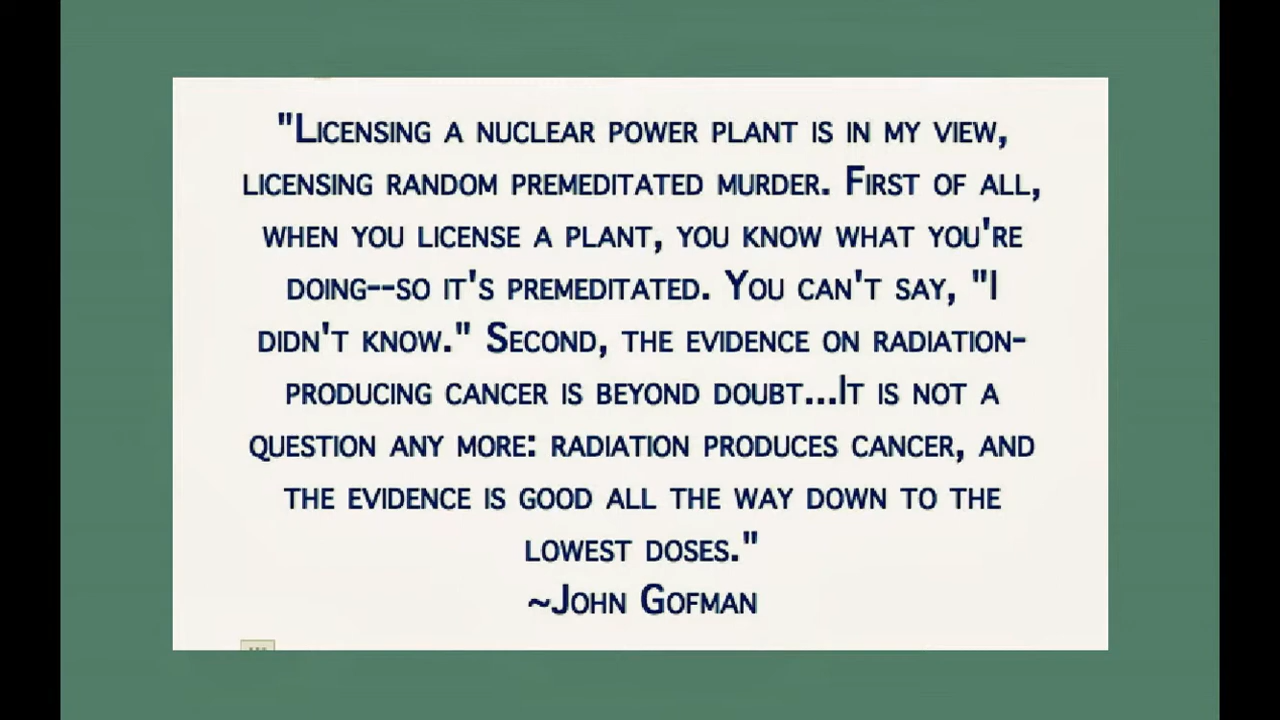 "Licensing a nuclear power plant is in my view,
licensing random premeditated murder. First of all,
when you license a plant, you know what you're
doing--so it's premeditated. You can't say, "I
didn't know." Second, the evidence on radiation-
producing cancer is beyond doubt...It is not a
question any more: radiation produces cancer, and
the evidence is good all the way down to the
lowest doses."
~John Gofman